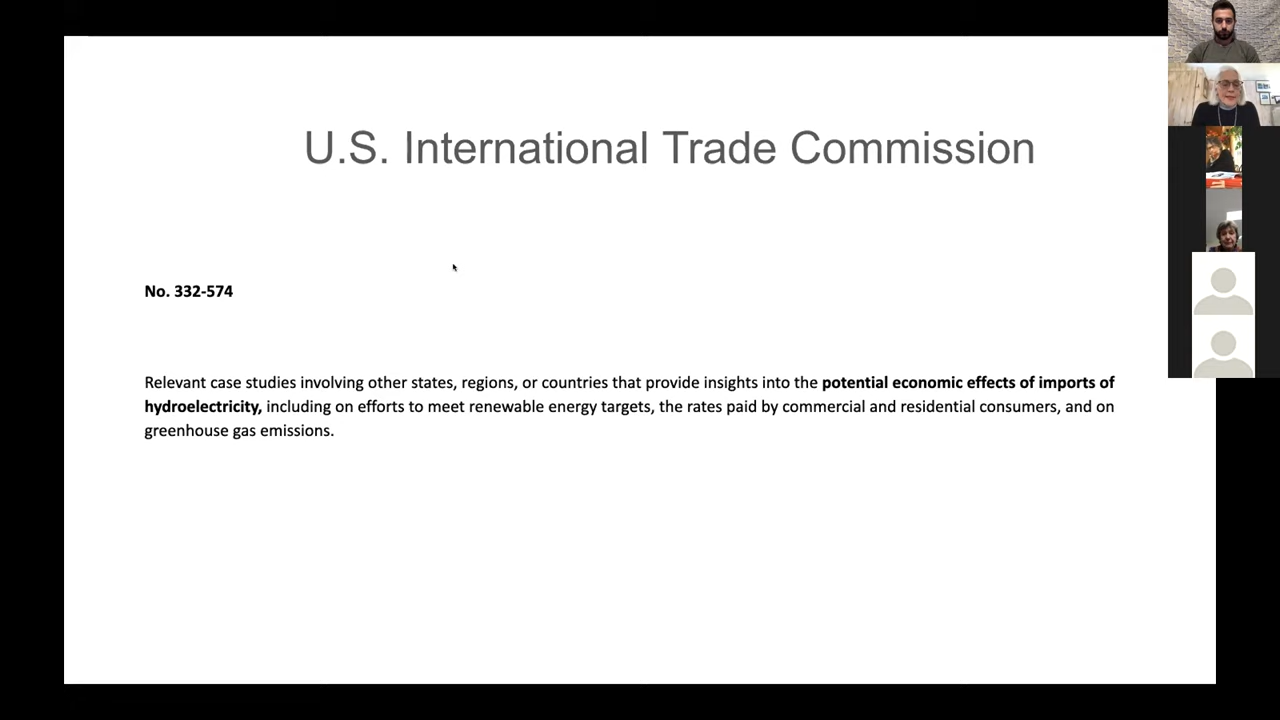 U.S. International Trade Commission
No. 332-574
Relevant case studies involving other states, regions, or countries that provide insights into the potential economic effects of imports of
hydroelectricity, including on efforts to meet renewable energy targets, the rates paid by commercial and residential consumers, and on
greenhouse gas emissions.